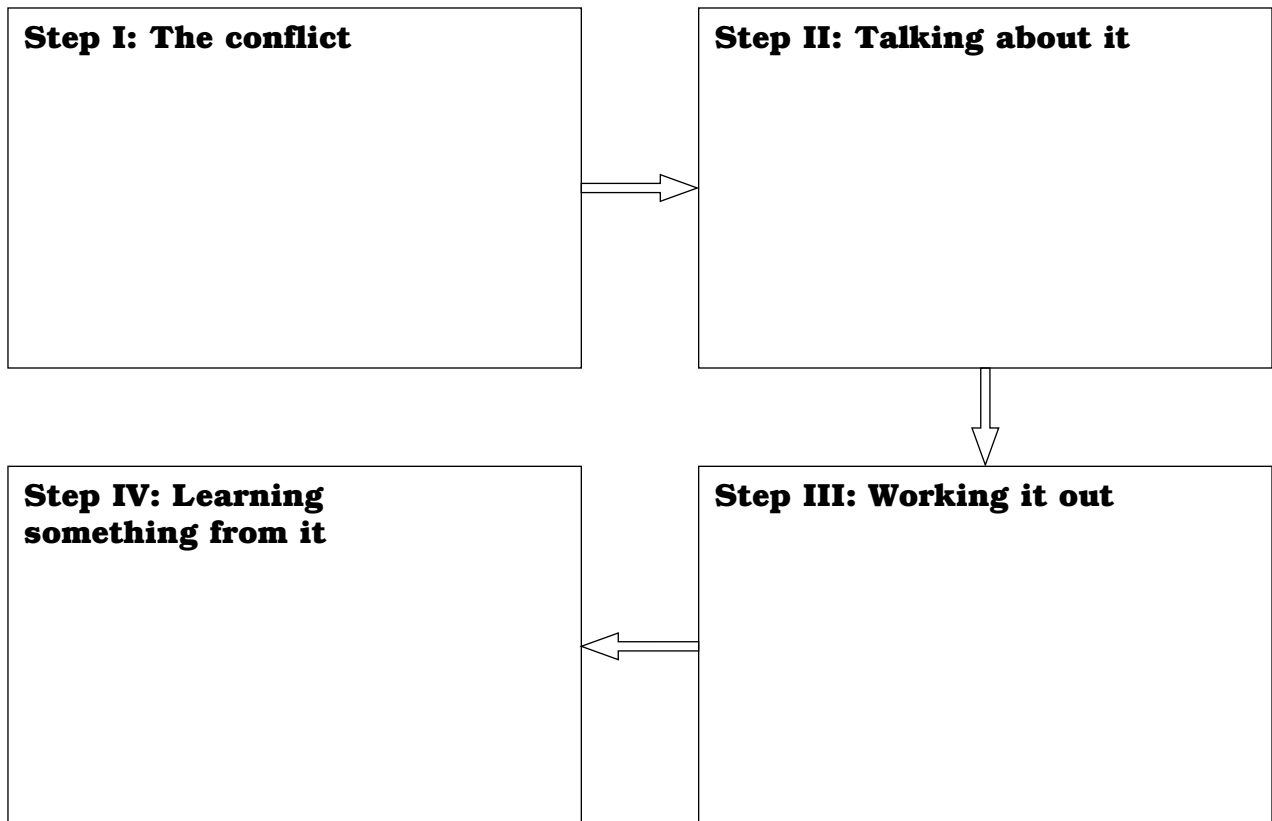 Step I: The conflict
Step II: Talking about it
Step III: Working it out
Step IV: Learning
something from it